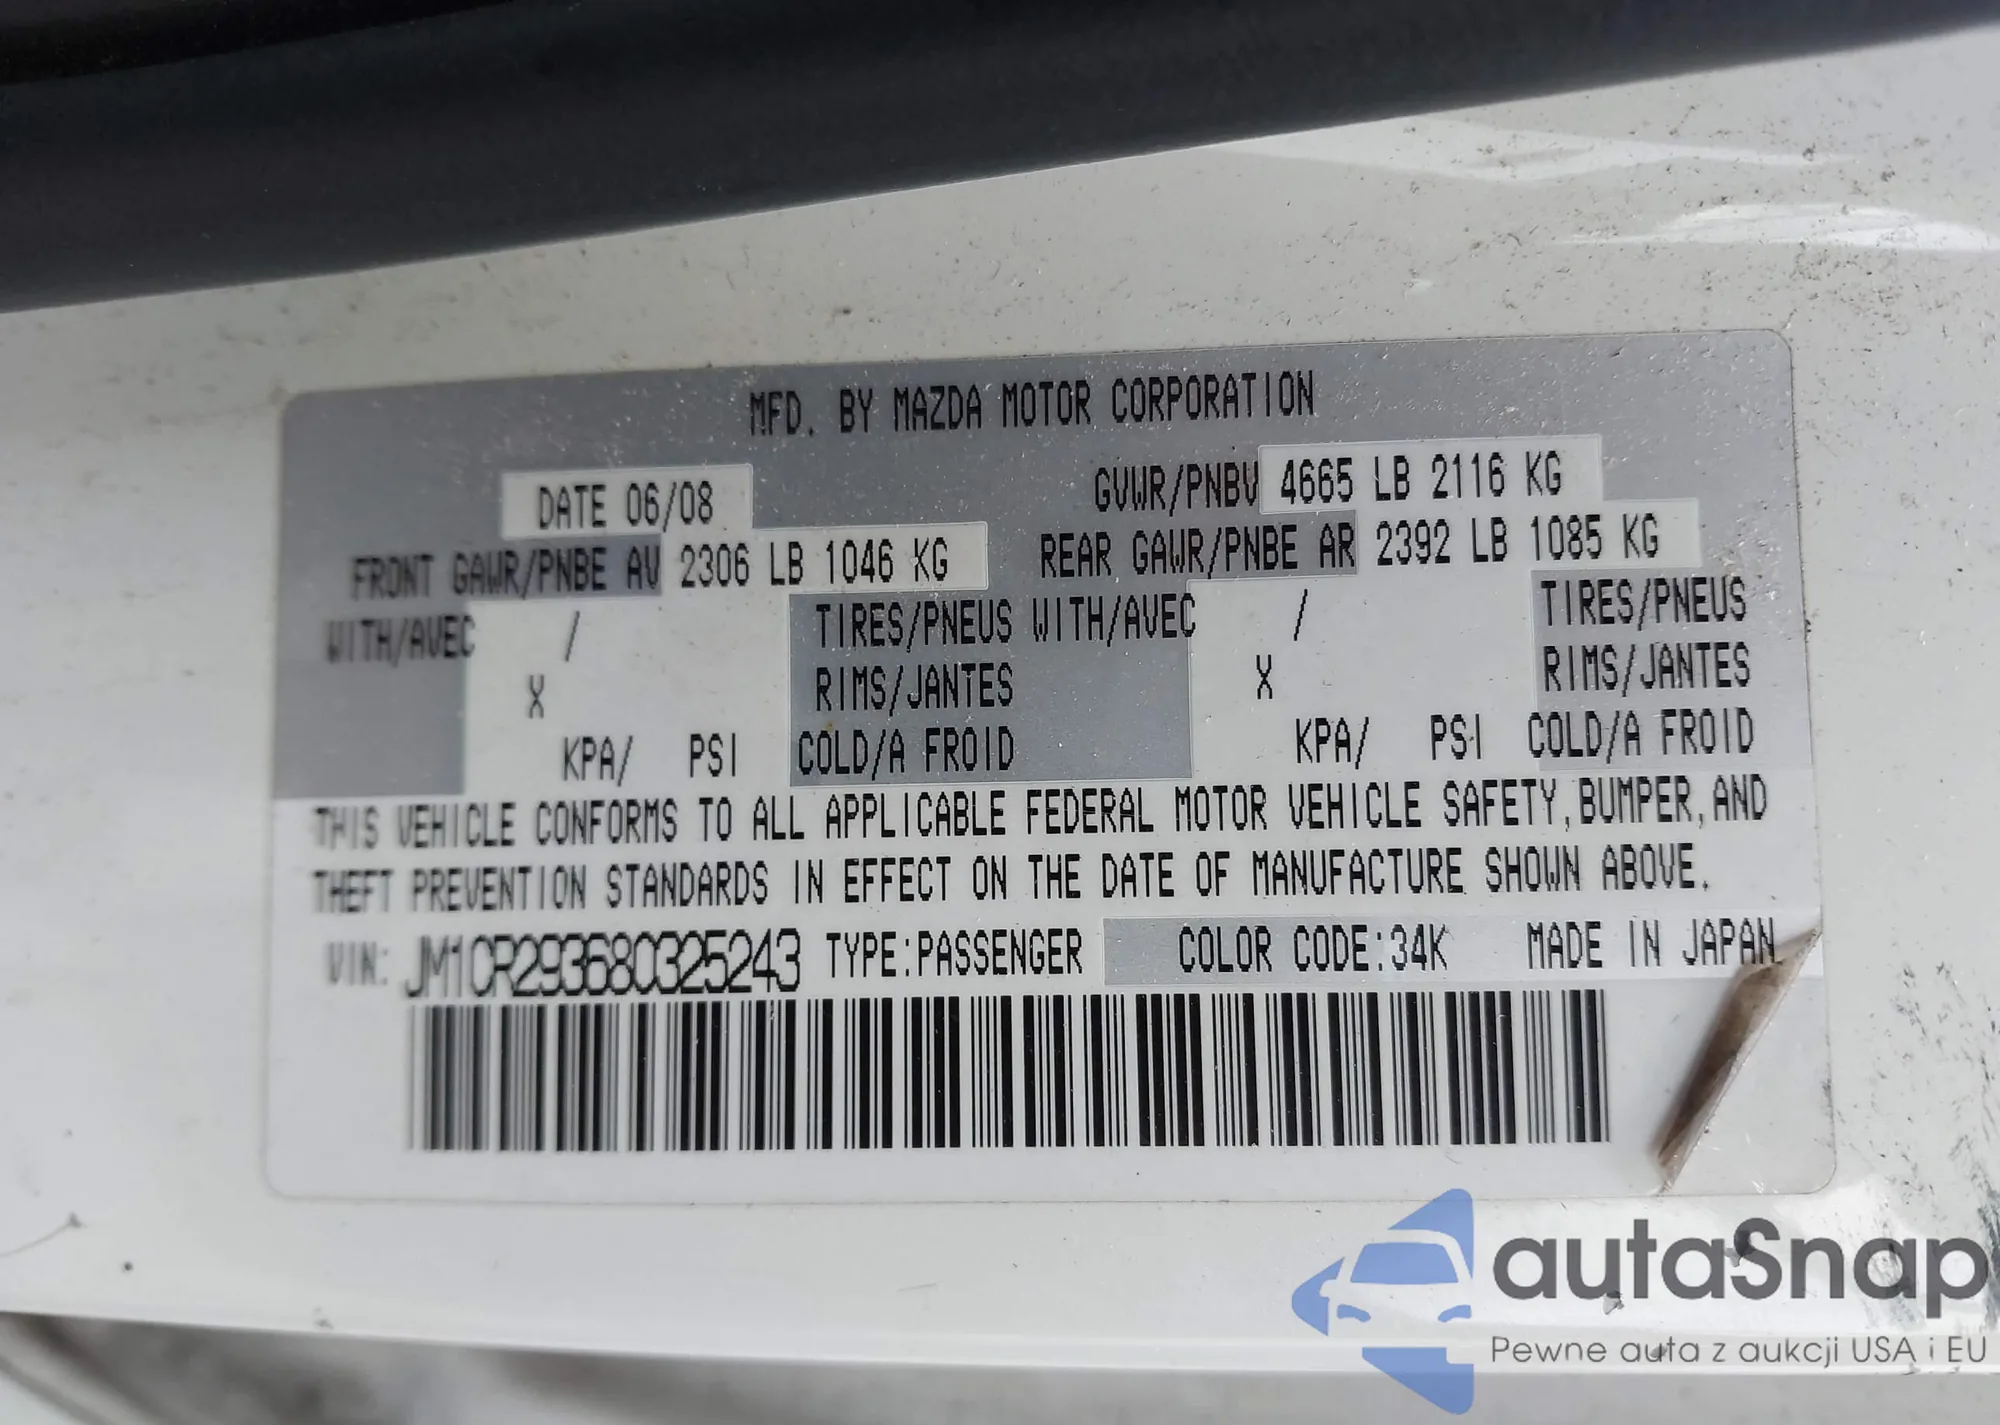 MFD. BY MAZDA MOTOR CORPORATION
DATE 06/08 GVWR/PNBV 4665 LB 2116 KG
FRONT GAWR/PNBE AV 2306 LB 1046 KG REAR GAWR/PNBE AR 2392 LB 1085 KG
WITH/AVEC / TIRES/PNEUS WITH/AVEC / TIRES/PNEUS
X RIMS/JANTES X RIMS/JANTES
KPA/ PSI COLD/A FROID KPA/ PSI COLD/A FROID
THIS VEHICLE CONFORMS TO ALL APPLICABLE FEDERAL MOTOR VEHICLE SAFETY,BUMPER,AND
THEFT PREVENTION STANDARDS IN EFFECT ON THE DATE OF MANUFACTURE SHOWN ABOVE.
VIN: JM1CR293680325243 TYPE:PASSENGER COLOR CODE:34K MADE IN JAPAN
autaSnap
Pewne auta z aukcji USA i EU